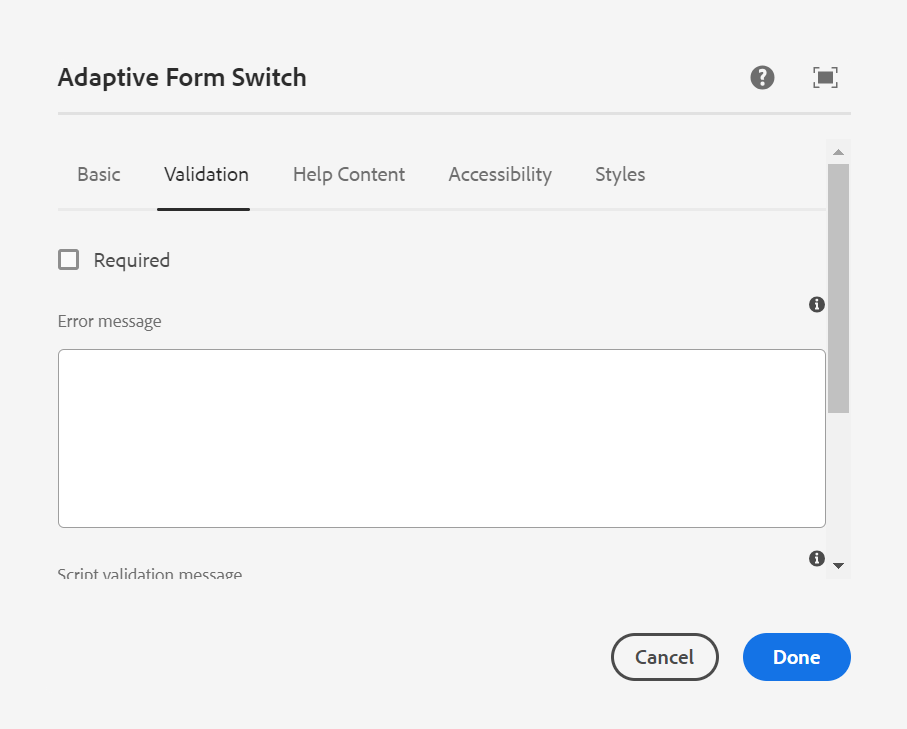 Adaptive Form Switch
Basic Validation Help Content Accessibility Styles
Required
Error message
Script validation message
Cancel Done